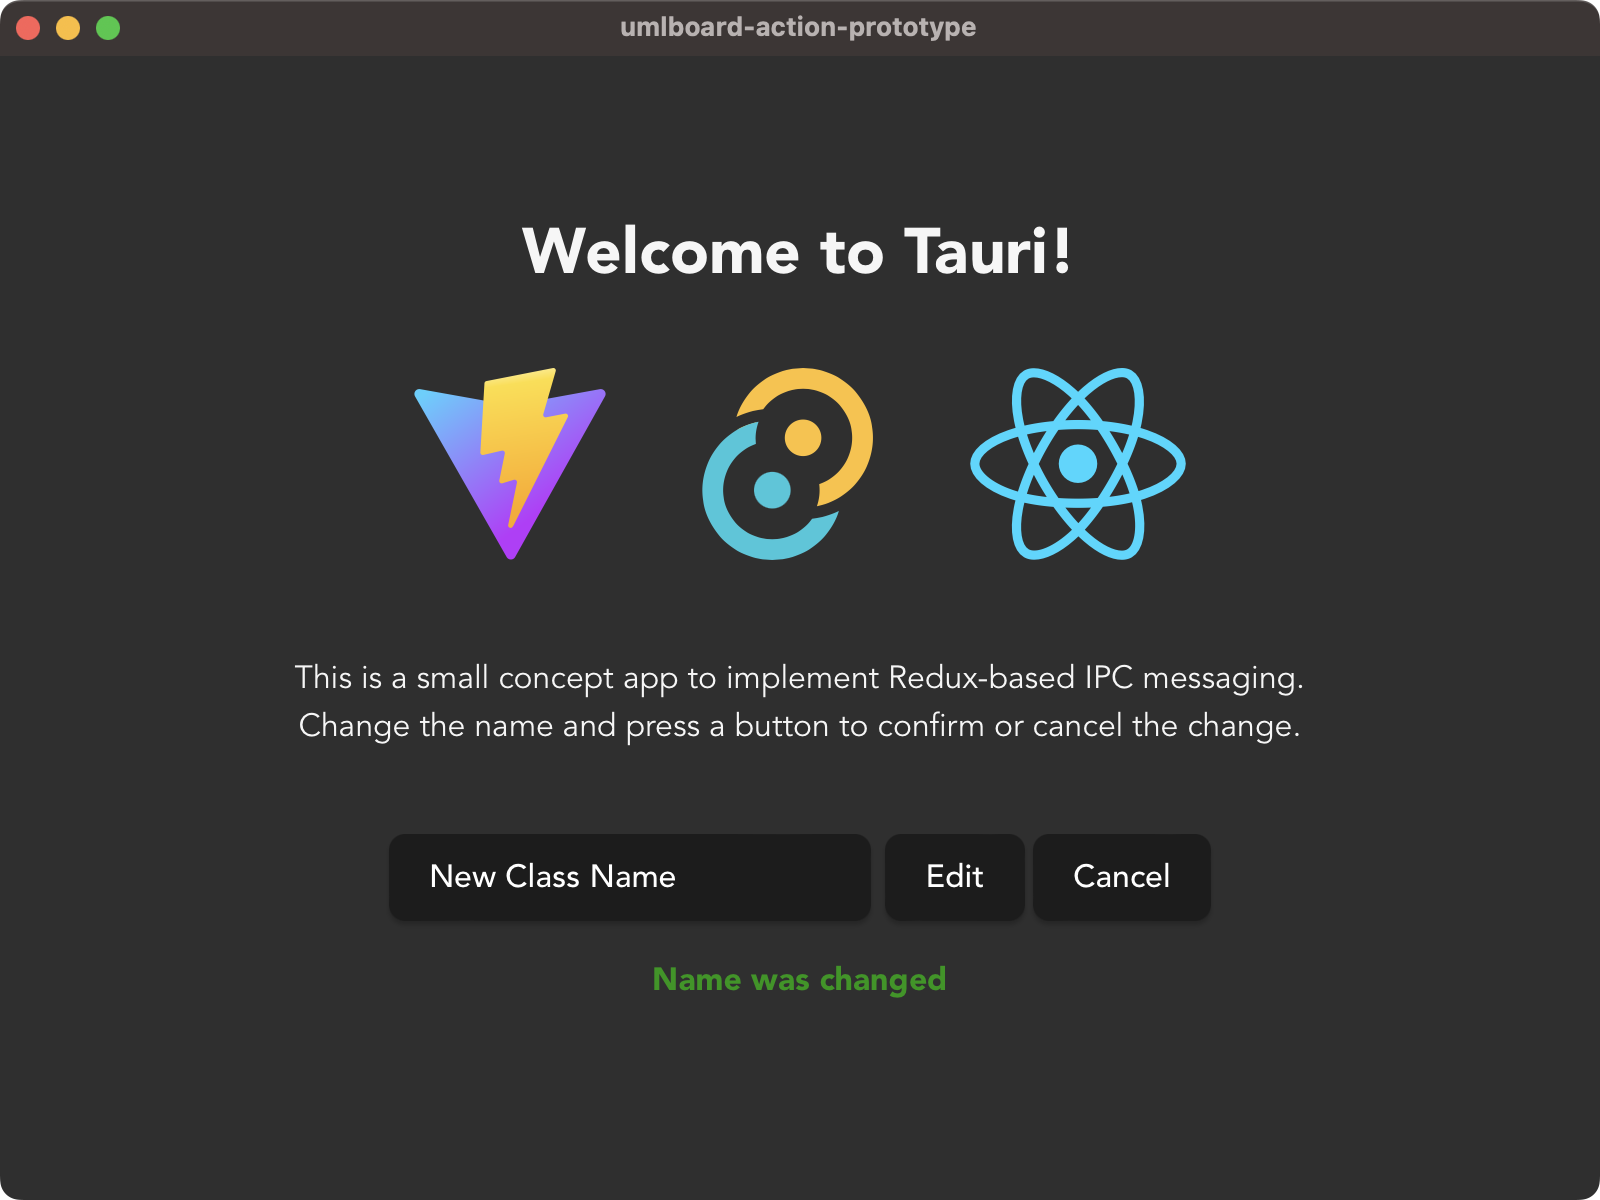 umlboard-action-prototype
Welcome to Tauri!
This is a small concept app to implement Redux-based IPC messaging.
Change the name and press a button to confirm or cancel the change.
New Class Name
Edit
Cancel
Name was changed